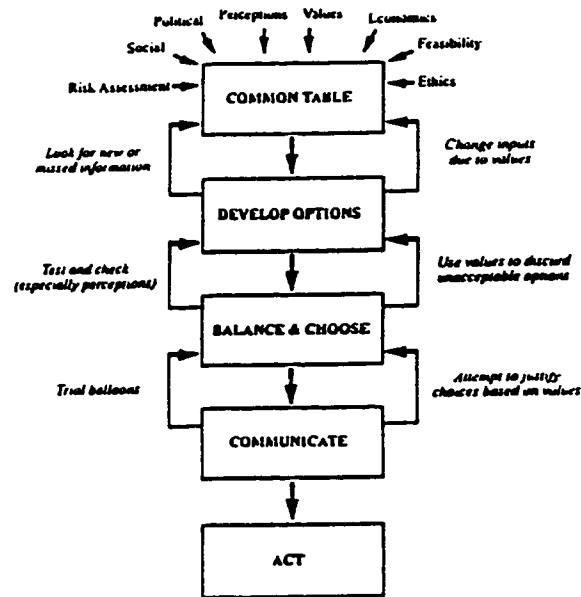 Political
Perceptions
Values
Economics
Social
Feasibility
Risk Assessment
Ethics
COMMON TABLE
Look for new or
missed information
Change inputs
due to values
DEVELOP OPTIONS
Test and check
(especially perceptions)
Use values to discard
unacceptable options
BALANCE & CHOOSE
Trial balloons
Attempt to justify
choices based on values
COMMUNICATE
ACT